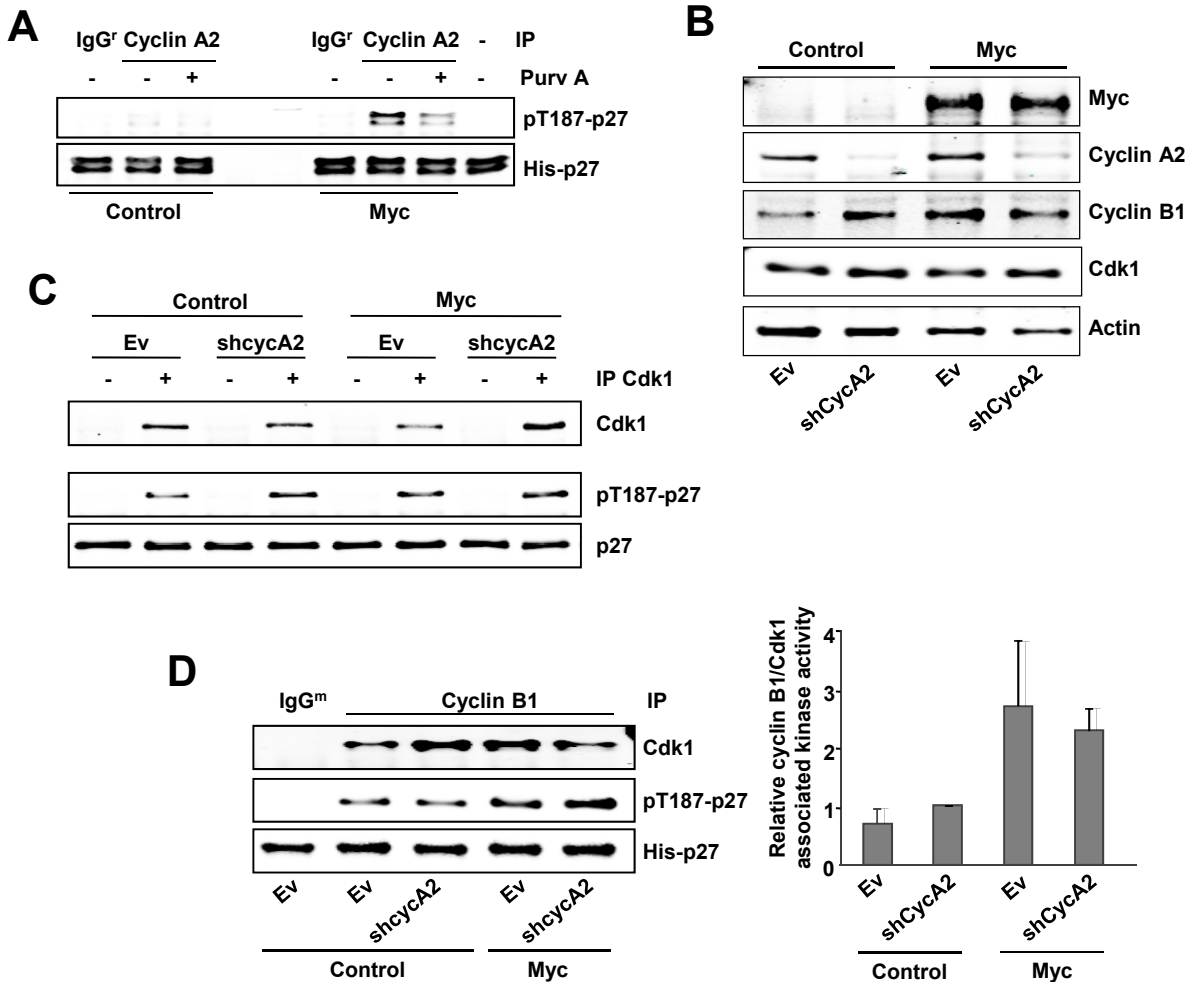 A
IgGʳ Cyclin A2 IgGʳ Cyclin A2 - IP
- - + - - + - Purv A
pT187-p27
His-p27
Control Myc
B
Control Myc
Myc
Cyclin A2
Cyclin B1
Cdk1
Actin
Ev shCycA2 Ev shCycA2
C
Control Myc
Ev shcycA2 Ev shcycA2
- + - + - + - + IP Cdk1
Cdk1
pT187-p27
p27
D
IgGᵐ Cyclin B1 IP
Cdk1
pT187-p27
His-p27
Ev Ev shcycA2 Ev shcycA2
Control Myc
Relative cyclin B1/Cdk1
associated kinase activity
4
3
2
1
0
Ev shCycA2 Ev shCycA2
Control Myc